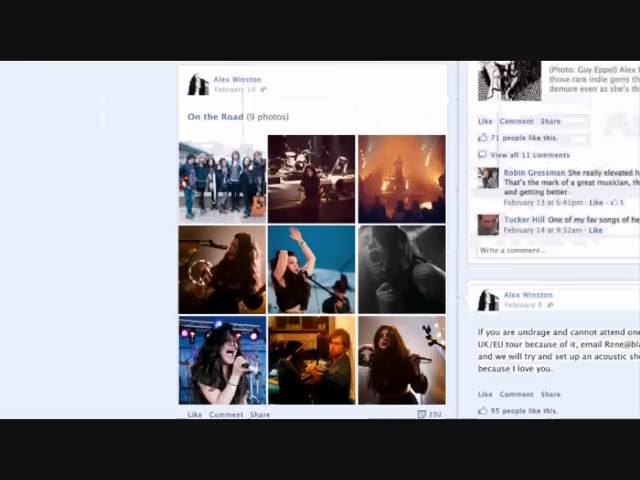 Alex Winston
February 10
On the Road (9 photos)
Like Comment Share
202
(Photo: Guy Eppel) Alex W
those rare indie gems th
demure even as she's th
Like Comment Share
71 people like this.
View all 11 comments
Robin Grossman She really elevated h
That's the mark of a great musician, th
and getting better.
February 13 at 6:41pm · Like · 1
Tucker Hill One of my fav songs of he
February 14 at 9:32am · Like
Write a comment...
Alex Winston
February 8
If you are undrage and cannot attend one
UK/EU tour because of it, email Rene@bla
and we will try and set up an acoustic sh
because I love you.
Like Comment Share
95 people like this.